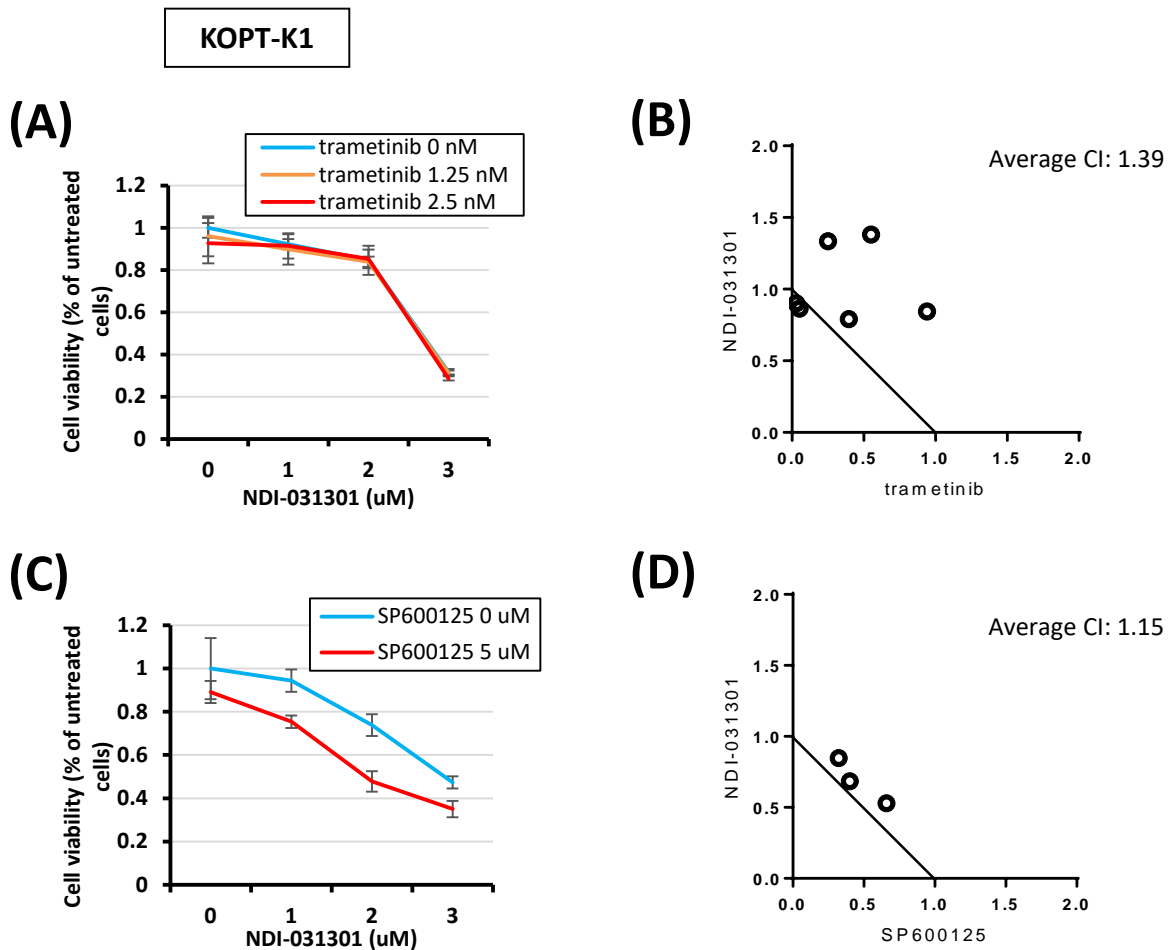 KOPT-K1
(A)
trametinib 0 nM
trametinib 1.25 nM
trametinib 2.5 nM
Cell viability (% of untreated
cells)
1.2
1
0.8
0.6
0.4
0.2
0
0 1 2 3
NDI-031301 (uM)
(B)
Average CI: 1.39
NDI-031301
2.0
1.5
1.0
0.5
0.0
0.0 0.5 1.0 1.5 2.0
trametinib
(C)
SP600125 0 uM
SP600125 5 uM
Cell viability (% of untreated
cells)
1.2
1
0.8
0.6
0.4
0.2
0
0 1 2 3
NDI-031301 (uM)
(D)
Average CI: 1.15
NDI-031301
2.0
1.5
1.0
0.5
0.0
0.0 0.5 1.0 1.5 2.0
SP600125